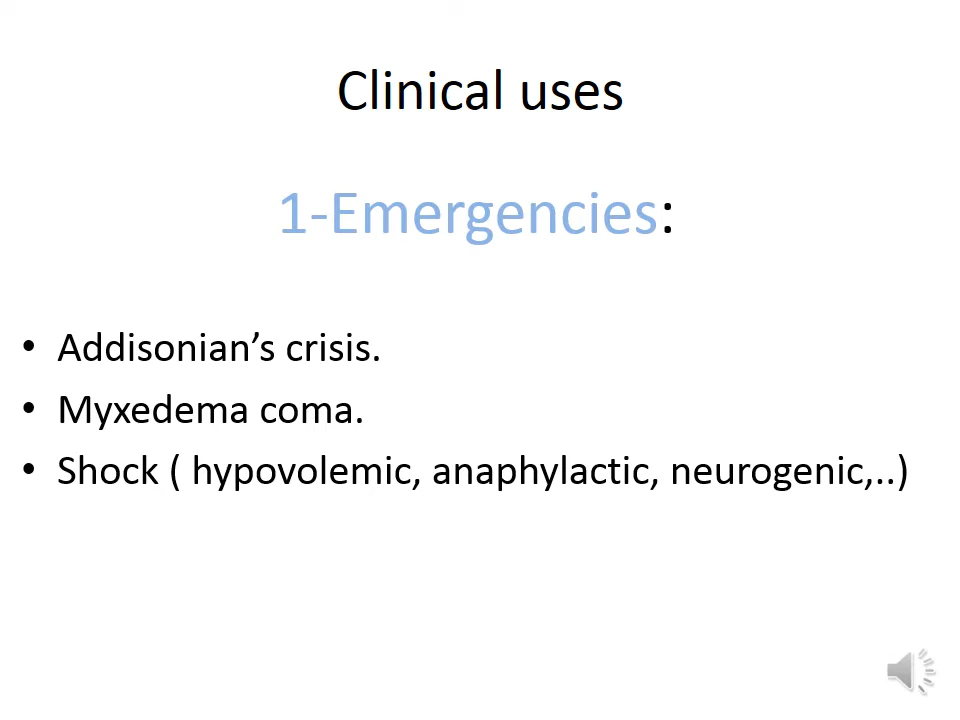 Clinical uses
1-Emergencies:
• Addisonian’s crisis.
• Myxedema coma.
• Shock ( hypovolemic, anaphylactic, neurogenic,..)